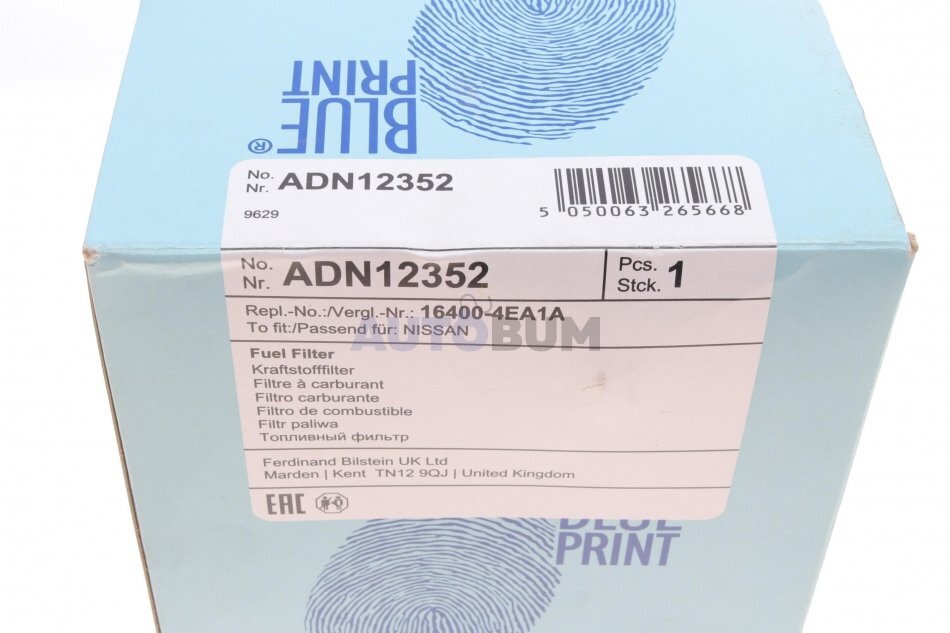 BLUE
PRINT
®
No.
Nr. ADN12352
9629
5 050063 265668
No.
Nr. ADN12352
Pcs.
Stck. 1
Repl.-No.:/Vergl.-Nr.: 16400-4EA1A
To fit:/Passend für: NISSAN
AUTOBUM
Fuel Filter
Kraftstofffilter
Filtre à carburant
Filtro carburante
Filtro de combustible
Filtr paliwa
Топливный фильтр
Ferdinand Bilstein UK Ltd
Marden | Kent TN12 9QJ | United Kingdom
EAC
BLUE
PRINT